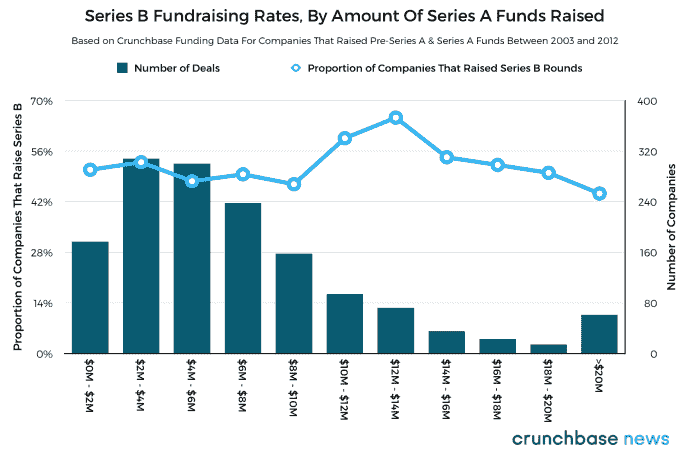 Series B Fundraising Rates, By Amount Of Series A Funds Raised
Based on Crunchbase Funding Data For Companies That Raised Pre-Series A & Series A Funds Between 2003 and 2012
Number of Deals
Proportion of Companies That Raised Series B Rounds
Proportion of Companies That Raise Series B
70%
56%
42%
28%
14%
0%
400
320
240
160
80
0
Number of Companies
$0M - $2M
$2M - $4M
$4M - $6M
$6M - $8M
$8M - $10M
$10M - $12M
$12M - $14M
$14M - $16M
$16M - $18M
$18M - $20M
>$20M
crunchbase news